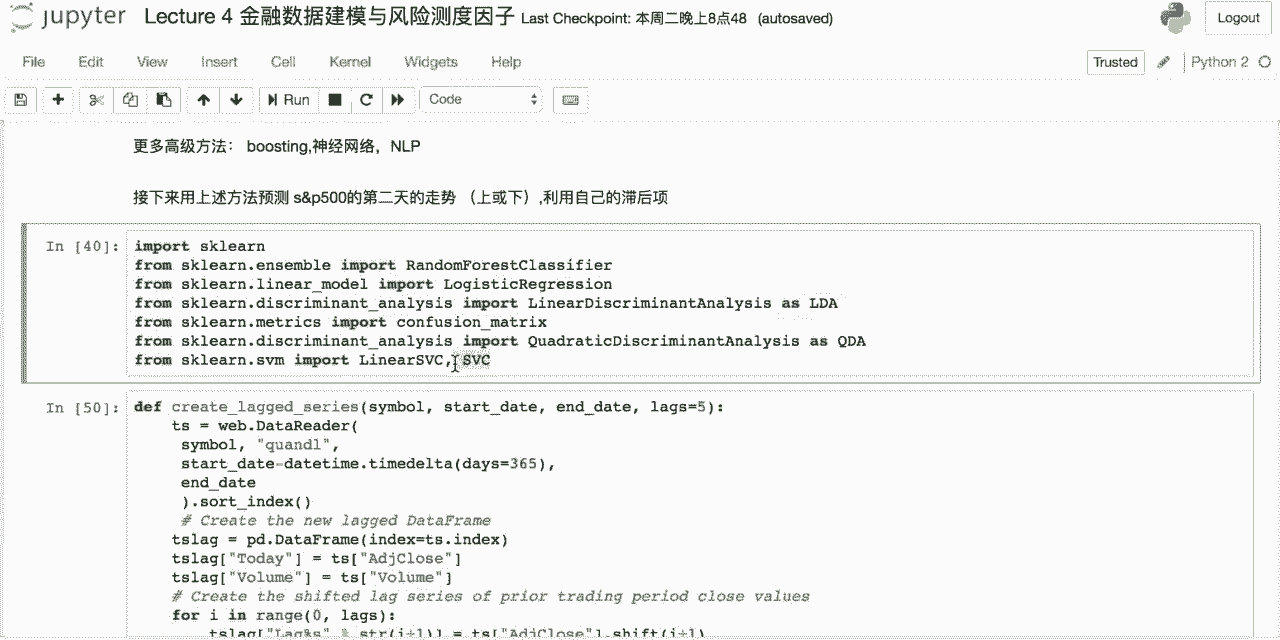 jupyter Lecture 4 金融数据建模与风险测度因子 Last Checkpoint: 本周二晚上8点48 (autosaved)
Logout
File Edit View Insert Cell Kernel Widgets Help
Trusted Python 2
Run Code
更多高级方法： boosting,神经网络，NLP
接下来用上述方法预测 s&p500的第二天的走势 （上或下）,利用自己的滞后项
In [40]:
import sklearn
from sklearn.ensemble import RandomForestClassifier
from sklearn.linear_model import LogisticRegression
from sklearn.discriminant_analysis import LinearDiscriminantAnalysis as LDA
from sklearn.metrics import confusion_matrix
from sklearn.discriminant_analysis import QuadraticDiscriminantAnalysis as QDA
from sklearn.svm import LinearSVC, SVC
In [50]:
def create_lagged_series(symbol, start_date, end_date, lags=5):
ts = web.DataReader(
symbol, "quandl",
start_date-datetime.timedelta(days=365),
end_date
).sort_index()
# Create the new lagged DataFrame
tslag = pd.DataFrame(index=ts.index)
tslag["Today"] = ts["AdjClose"]
tslag["Volume"] = ts["Volume"]
# Create the shifted lag series of prior trading period close values
for i in range(0, lags):
tslag["Lag%s" % str(i+1)] = ts["AdjClose"].shift(i+1)